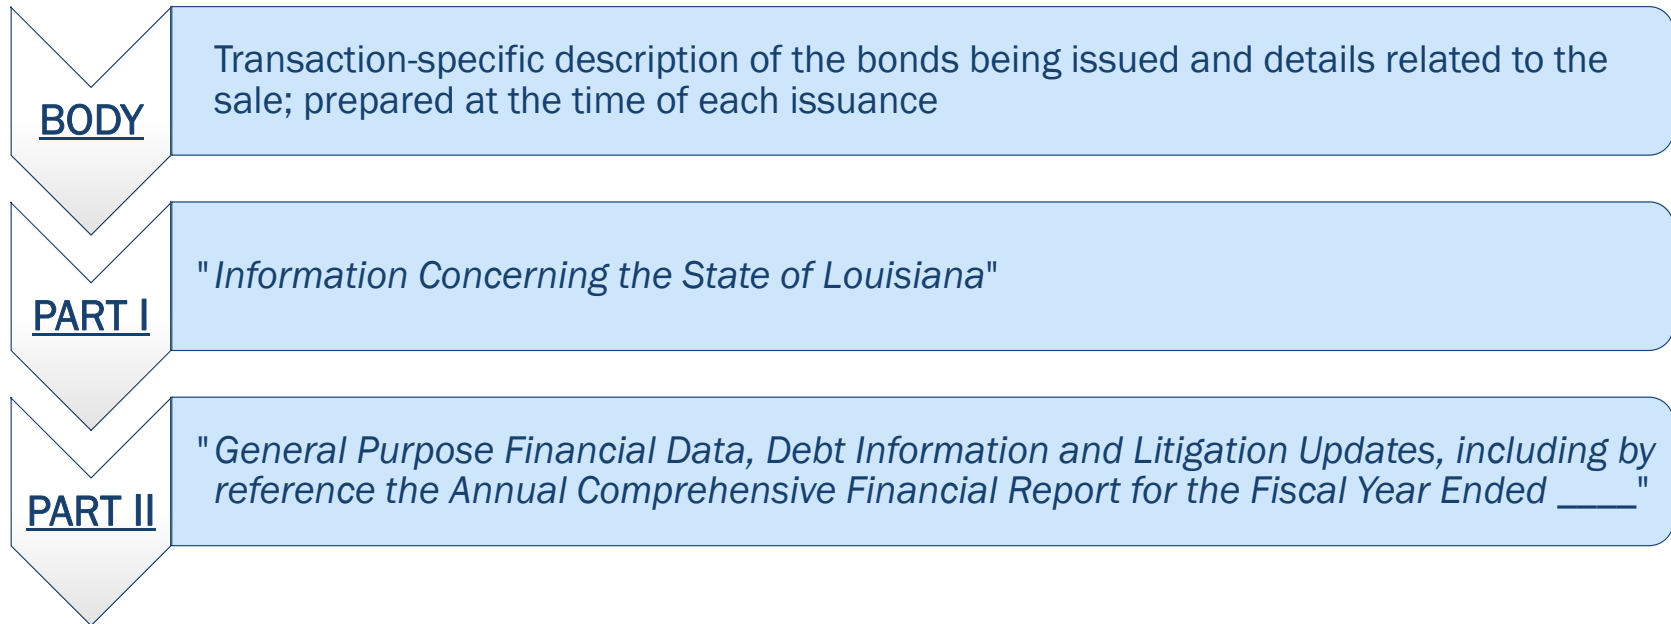 BODY
Transaction-specific description of the bonds being issued and details related to the
sale; prepared at the time of each issuance
PART I
"Information Concerning the State of Louisiana"
PART II
"General Purpose Financial Data, Debt Information and Litigation Updates, including by
reference the Annual Comprehensive Financial Report for the Fiscal Year Ended ____"